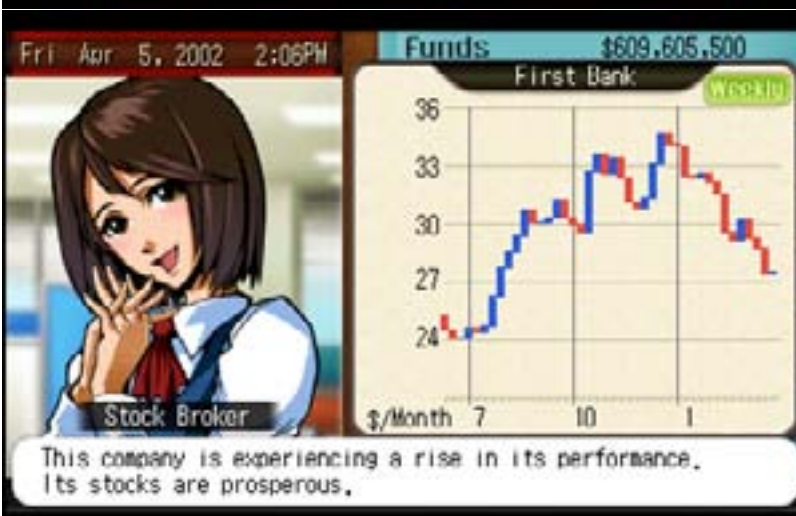 Fri Apr 5, 2002 2:06PM
Funds $609,605,500
First Bank
Weekly
36
33
30
27
24
$/Month 7 10 1
Stock Broker
This company is experiencing a rise in its performance.
Its stocks are prosperous.